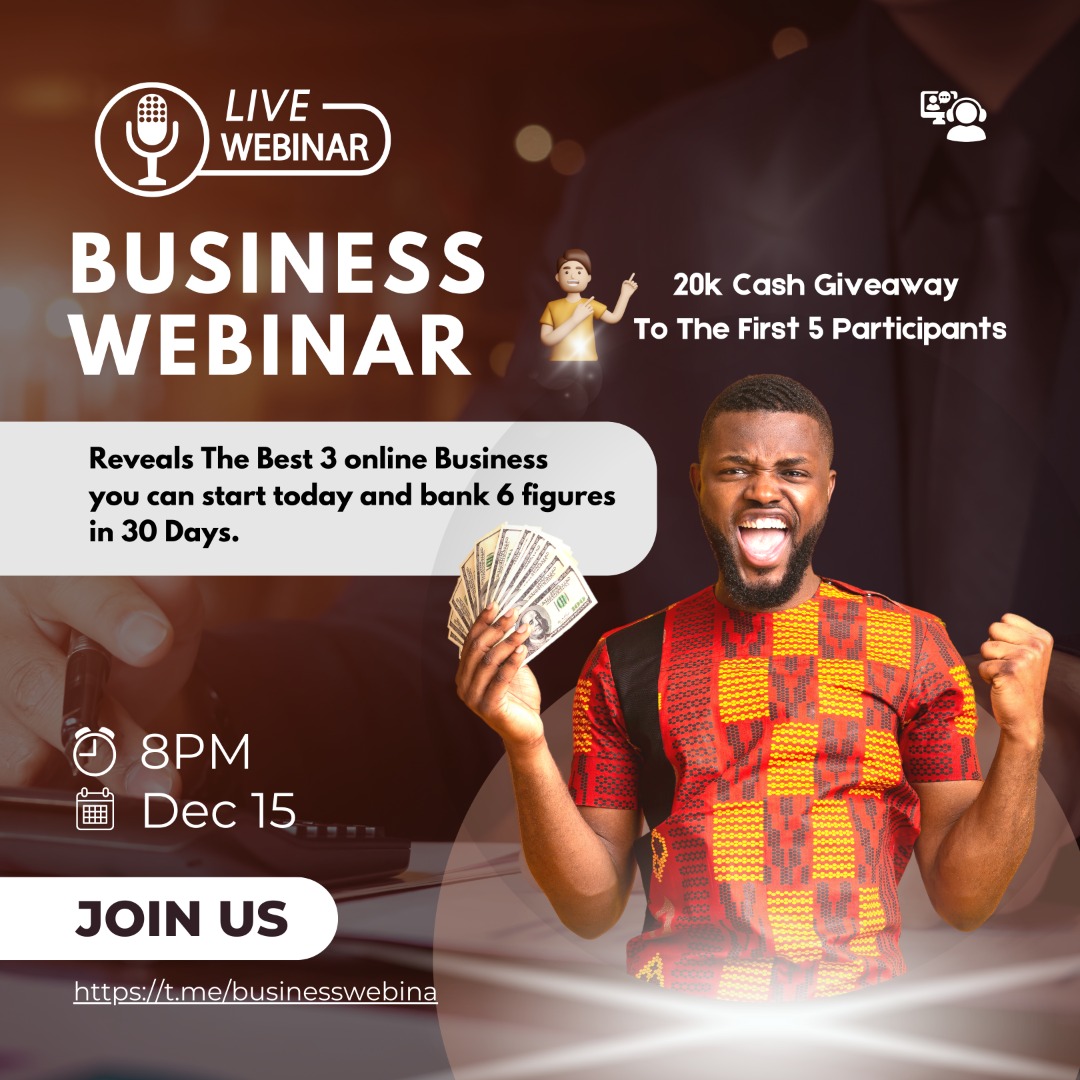 LIVE
WEBINAR
BUSINESS
WEBINAR
20k Cash Giveaway
To The First 5 Participants
Reveals The Best 3 online Business
you can start today and bank 6 figures
in 30 Days.
8PM
Dec 15
JOIN US
https://t.me/businesswebina